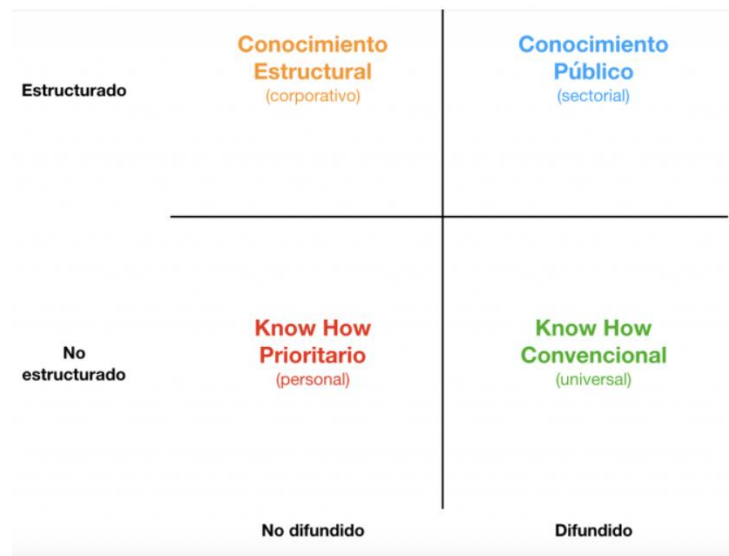 Conocimiento
Estructural
(corporativo)
Conocimiento
Público
(sectorial)
Estructurado
Know How
Prioritario
(personal)
Know How
Convencional
(universal)
No
estructurado
No difundido
Difundido